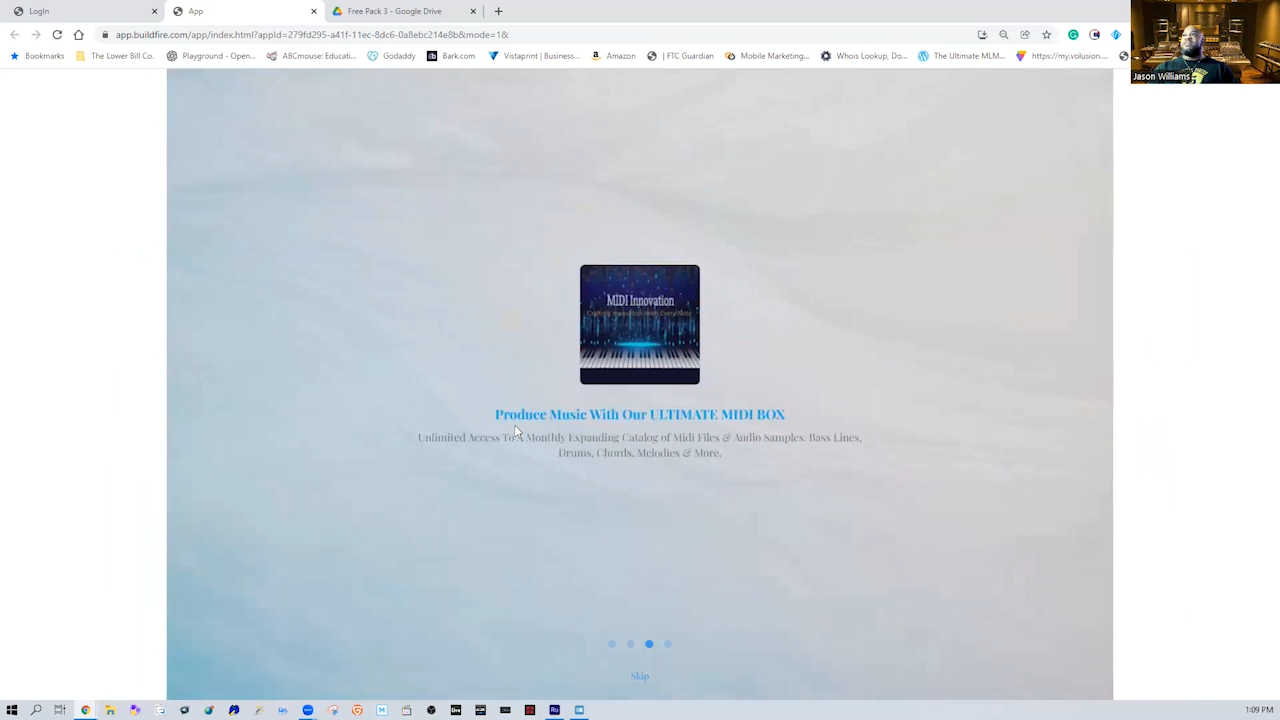 LogIn
App
Free Pack 3 - Google Drive
app.buildfire.com/app/index.html?appId=279fd295-a41f-11ec-8dc6-0a8ebc214e8b&mode=1&
Bookmarks
The Lower Bill Co.
Playground - Open...
ABCmouse: Educati...
Godaddy
Bark.com
Vistaprint | Business...
Amazon
| FTC Guardian
Mobile Marketing...
Whois Lookup, Do...
The Ultimate MLM...
https://my.volusion....
Jason Williams
MIDI Innovation
Produce Music With Our ULTIMATE MIDI BOX
Unlimited Access To A Monthly Expanding Catalog of Midi Files & Audio Samples. Bass Lines,
Drums, Chords, Melodies & More.
Skip
1:09 PM